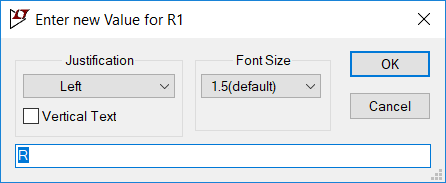 Enter new Value for R1
Justification
Left
Vertical Text
Font Size
1.5(default)
OK
Cancel
R